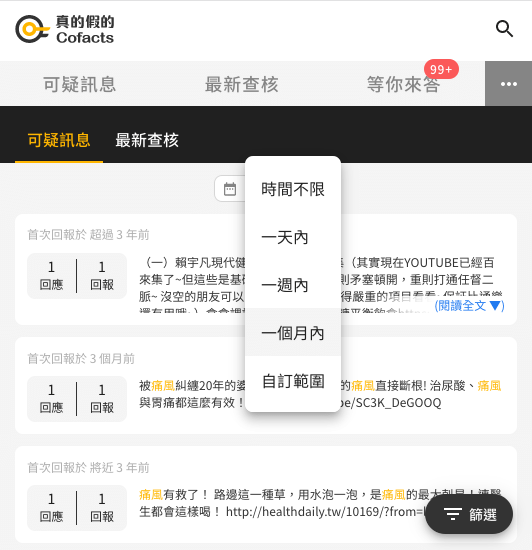 真的假的
Cofacts
可疑訊息
最新查核
等你來答
99+
可疑訊息
最新查核
時間不限
一天內
一週內
一個月內
自訂範圍
首次回報於 超過 3 年前
1
回應
1
回報
（一）賴宇凡現代健 （其實現在YOUTUBE已經百
來集了~但這些是基礎 則矛塞頓開，重則打通任督二
脈~ 沒空的朋友可以 得嚴重的項目看看~保証比通樂
(閱讀全文 ▼)
首次回報於 3 個月前
1
回應
1
回報
被痛風糾纏20年的婆 的痛風直接斷根! 治尿酸、痛風
與胃痛都這麼有效！ be/SC3K_DeGOOQ
首次回報於 將近 3 年前
1
回應
1
回報
痛風有救了！ 路邊這一種草，用水泡一泡，是痛風的最大剋星！連醫
生都會這樣喝！ http://healthdaily.tw/10169/?from=
篩選